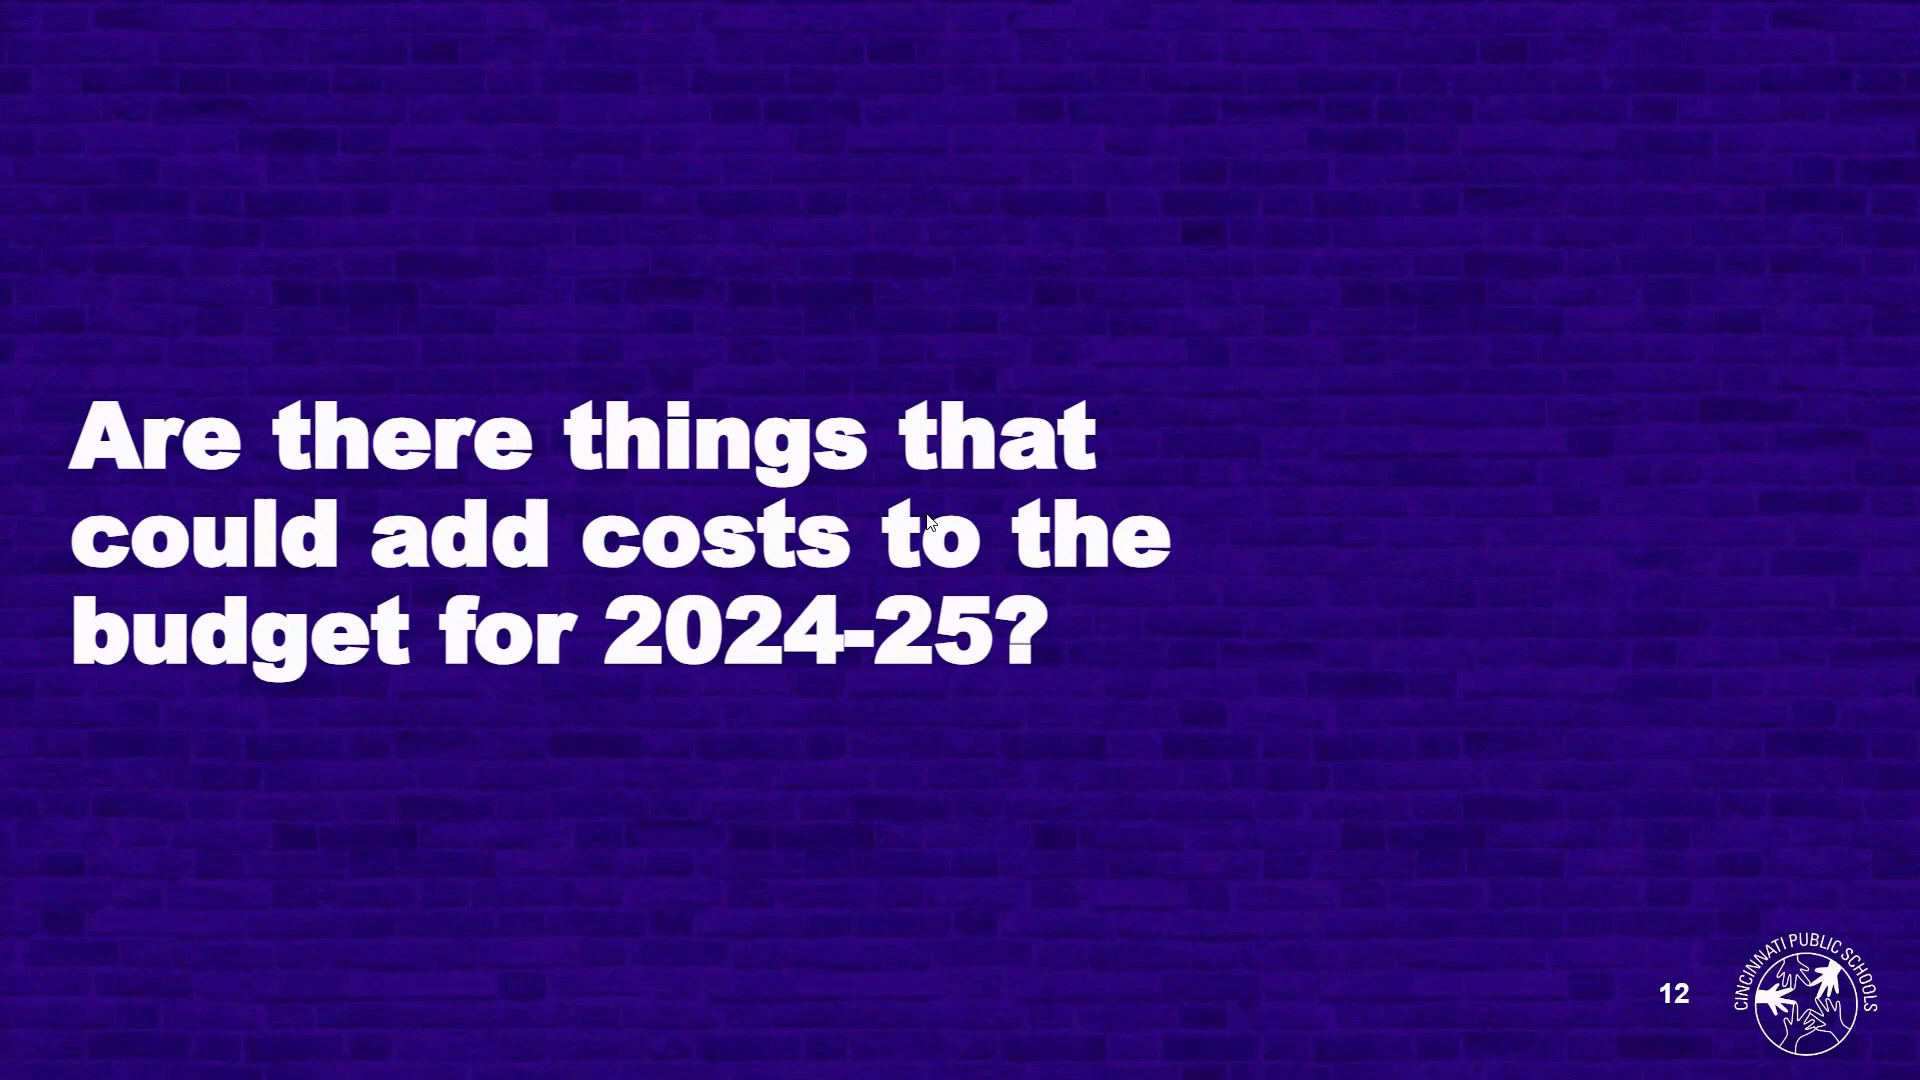 Are there things that
could add costs to the
budget for 2024-25?
12
CINCINNATI PUBLIC SCHOOLS